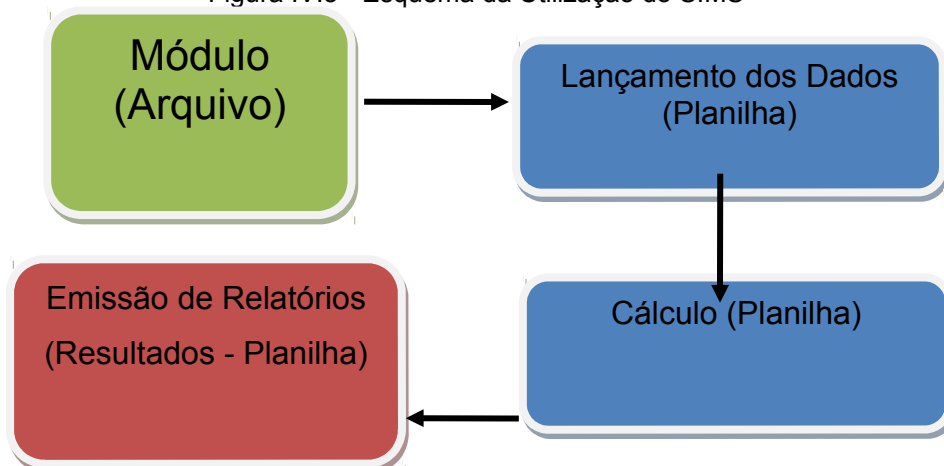 Módulo
(Arquivo)
Lançamento dos Dados
(Planilha)
Cálculo (Planilha)
Emissão de Relatórios
(Resultados - Planilha)